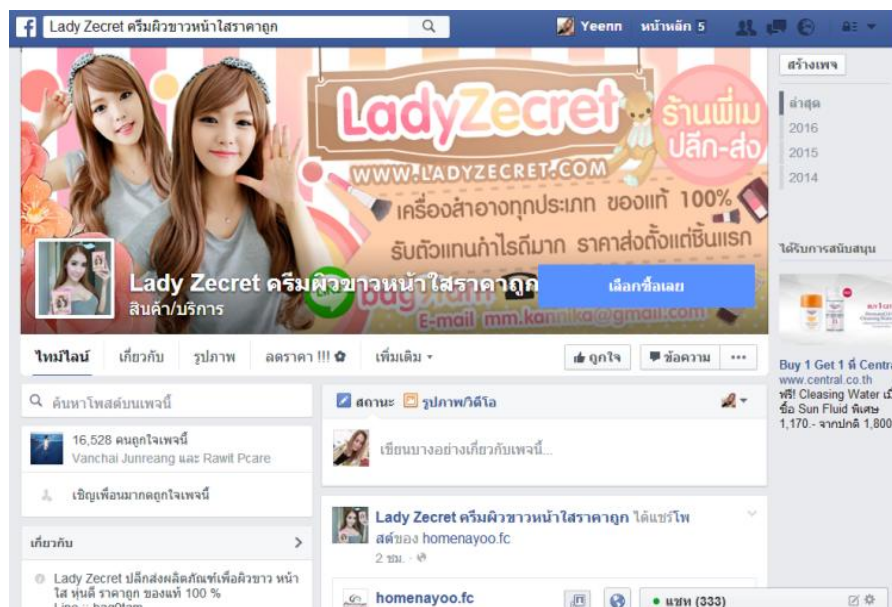 Lady Zecret ครีมผิวขาวหน้าใสราคาถูก
Yeenn
หน้าหลัก 5
สร้างเพจ
ล่าสุด
2016
2015
2014
LadyZecret
ร้านพี่เม
ปลีก-ส่ง
WWW.LADYZECRET.COM
เครื่องสำอางทุกประเภท ของแท้ 100%
รับตัวแทนกำไรดีมาก ราคาส่งตั้งแต่ชิ้นแรก
LINE
E-mail mm.kannika@gmail.com
Lady Zecret ครีมผิวขาวหน้าใสราคาถูก
สินค้า/บริการ
เลือกซื้อเลย
ได้รับการสนับสนุน
ไทม์ไลน์ เกี่ยวกับ รูปภาพ ลดราคา !!! ✿ เพิ่มเติม
ถูกใจ ข้อความ •••
Buy 1 Get 1 ที่ Centra
www.central.co.th
ฟรี! Cleasing Water เมื่
ซื้อ Sun Fluid พิเศษ
1,170.- จากปกติ 1,800
ค้นหาโพสต์บนเพจนี้
16,528 คนถูกใจเพจนี้
Vanchai Junreang และ Rawit Pcare
เชิญเพื่อนมากดถูกใจเพจนี้
เกี่ยวกับ
Lady Zecret ปลีกส่งผลิตภัณฑ์เพื่อผิวขาว หน้า
ใส หุ่นดี ราคาถูก ของแท้ 100 %
สถานะ รูปภาพ/วิดีโอ
เขียนบางอย่างเกี่ยวกับเพจนี้...
Lady Zecret ครีมผิวขาวหน้าใสราคาถูก ได้แชร์โพ
สต์ของ homenayoo.fc
2 ชม.
homenayoo.fc
แชท (333)